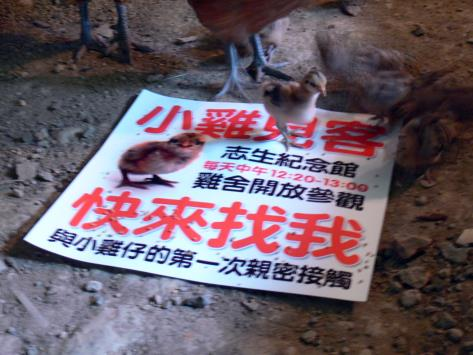 小雞見客
志生紀念館
每天中午12:20-13:00
雞舍開放參觀
快來找我
與小雞仔的第一次親密接觸